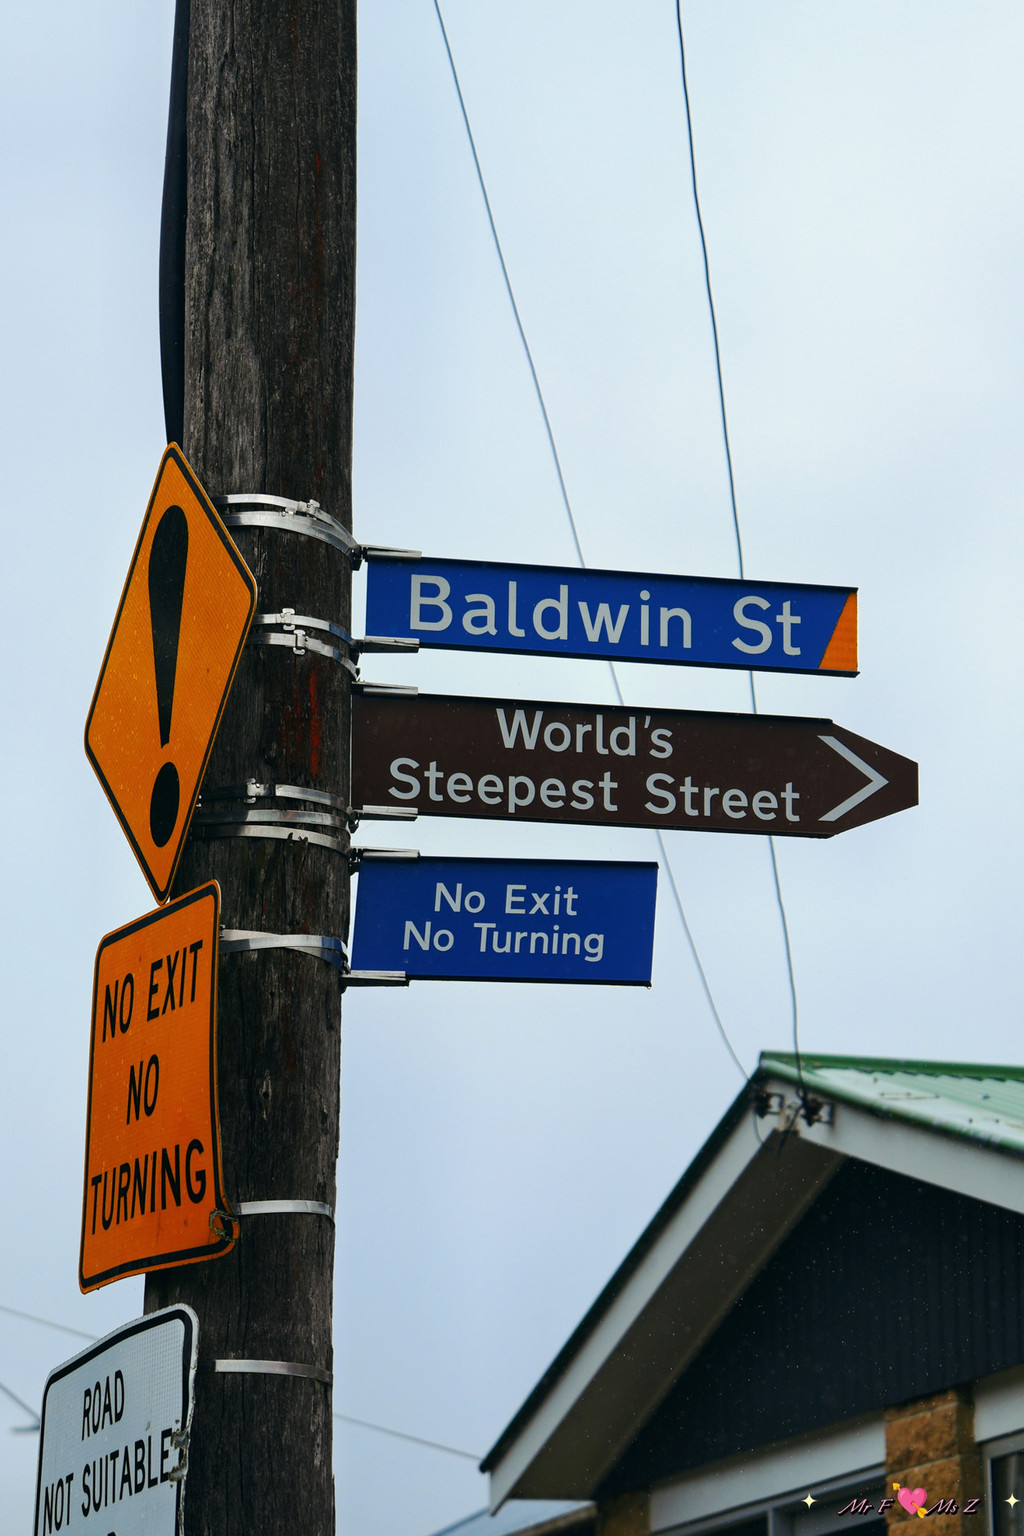 Baldwin St
World's
Steepest Street
No Exit
No Turning
NO EXIT
NO
TURNING
ROAD
NOT SUITABLE
Mr F Ms Z